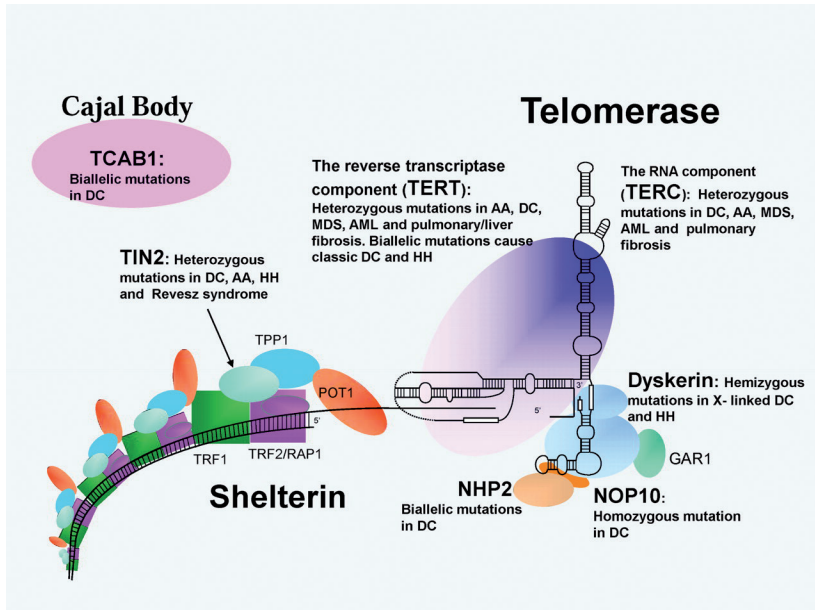 Cajal Body
TCAB1:
Biallelic mutations
in DC
Telomerase
The reverse transcriptase
component (TERT):
Heterozygous mutations in AA, DC,
MDS, AML and pulmonary/liver
fibrosis. Biallelic mutations cause
classic DC and HH
The RNA component
(TERC): Heterozygous
mutations in DC, AA, MDS,
AML and pulmonary
fibrosis
TIN2: Heterozygous
mutations in DC, AA, HH
and Revesz syndrome
TPP1
POT1
5'
TRF1
TRF2/RAP1
Shelterin
3'
5'
Dyskerin: Hemizygous
mutations in X- linked DC
and HH
GAR1
NHP2
Biallelic mutations
in DC
NOP10:
Homozygous mutation
in DC